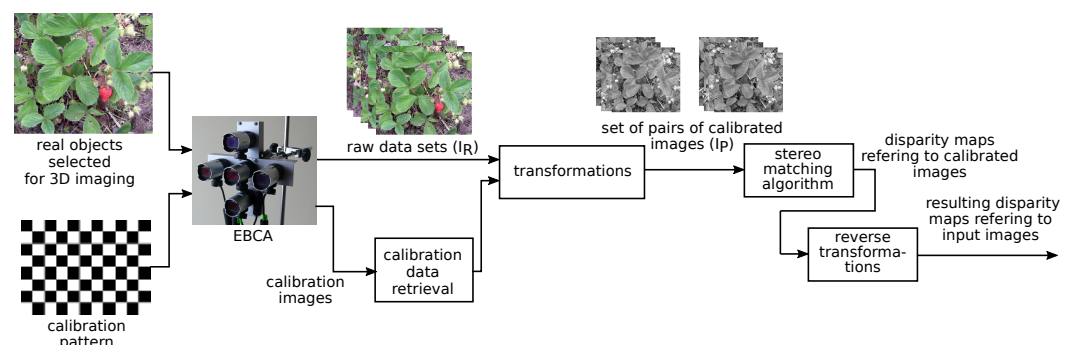 real objects
selected
for 3D imaging
calibration
pattern
EBCA
raw data sets (IR)
calibration
images
calibration
data
retrieval
transformations
set of pairs of calibrated
images (IP)
stereo
matching
algorithm
disparity maps
refering to calibrated
images
reverse
transforma-
tions
resulting disparity
maps refering to
input images